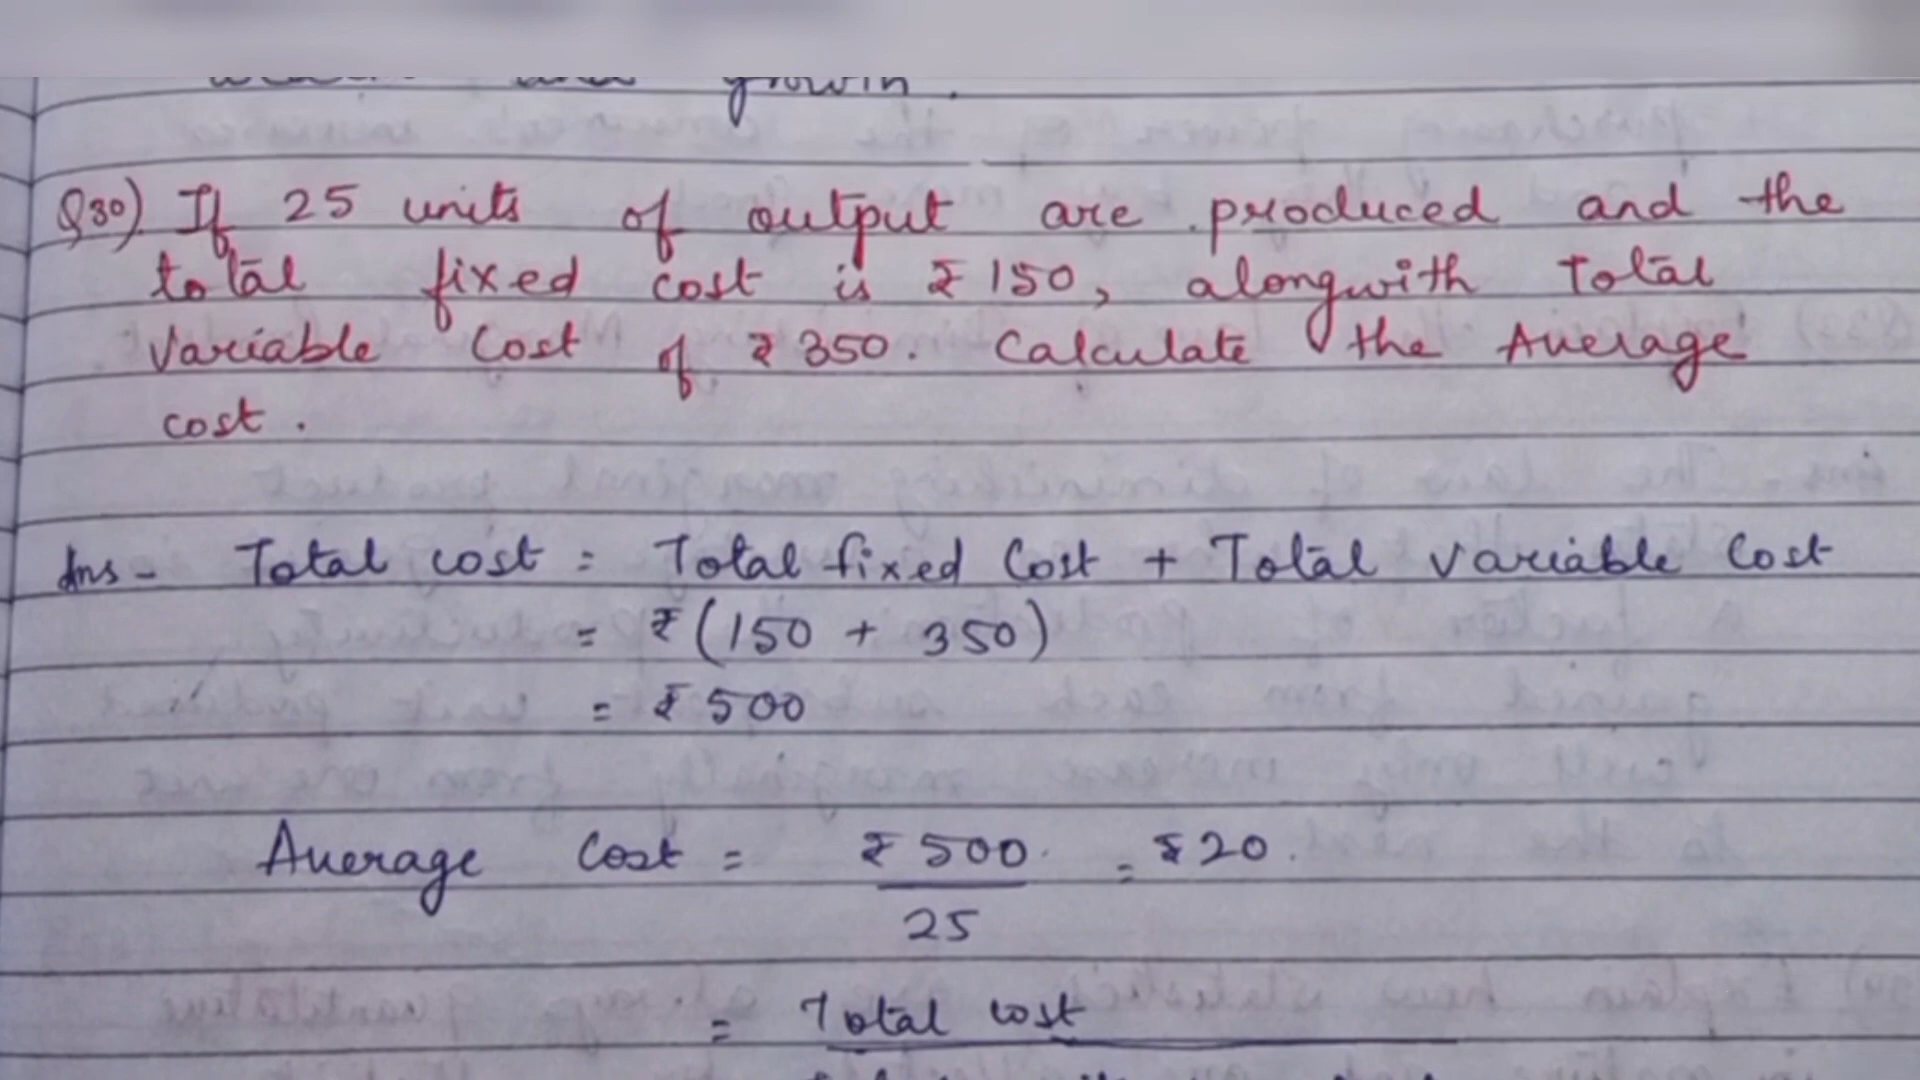 growth.
Q30) If 25 units of output are produced and the
total fixed cost is ₹ 150, alongwith Total
Variable Cost of ₹ 350. Calculate the Average
cost.
Ans - Total cost = Total fixed Cost + Total variable Cost
= ₹ (150 + 350)
= ₹ 500
Average Cost = ₹ 500 = ₹ 20.
25
= Total cost